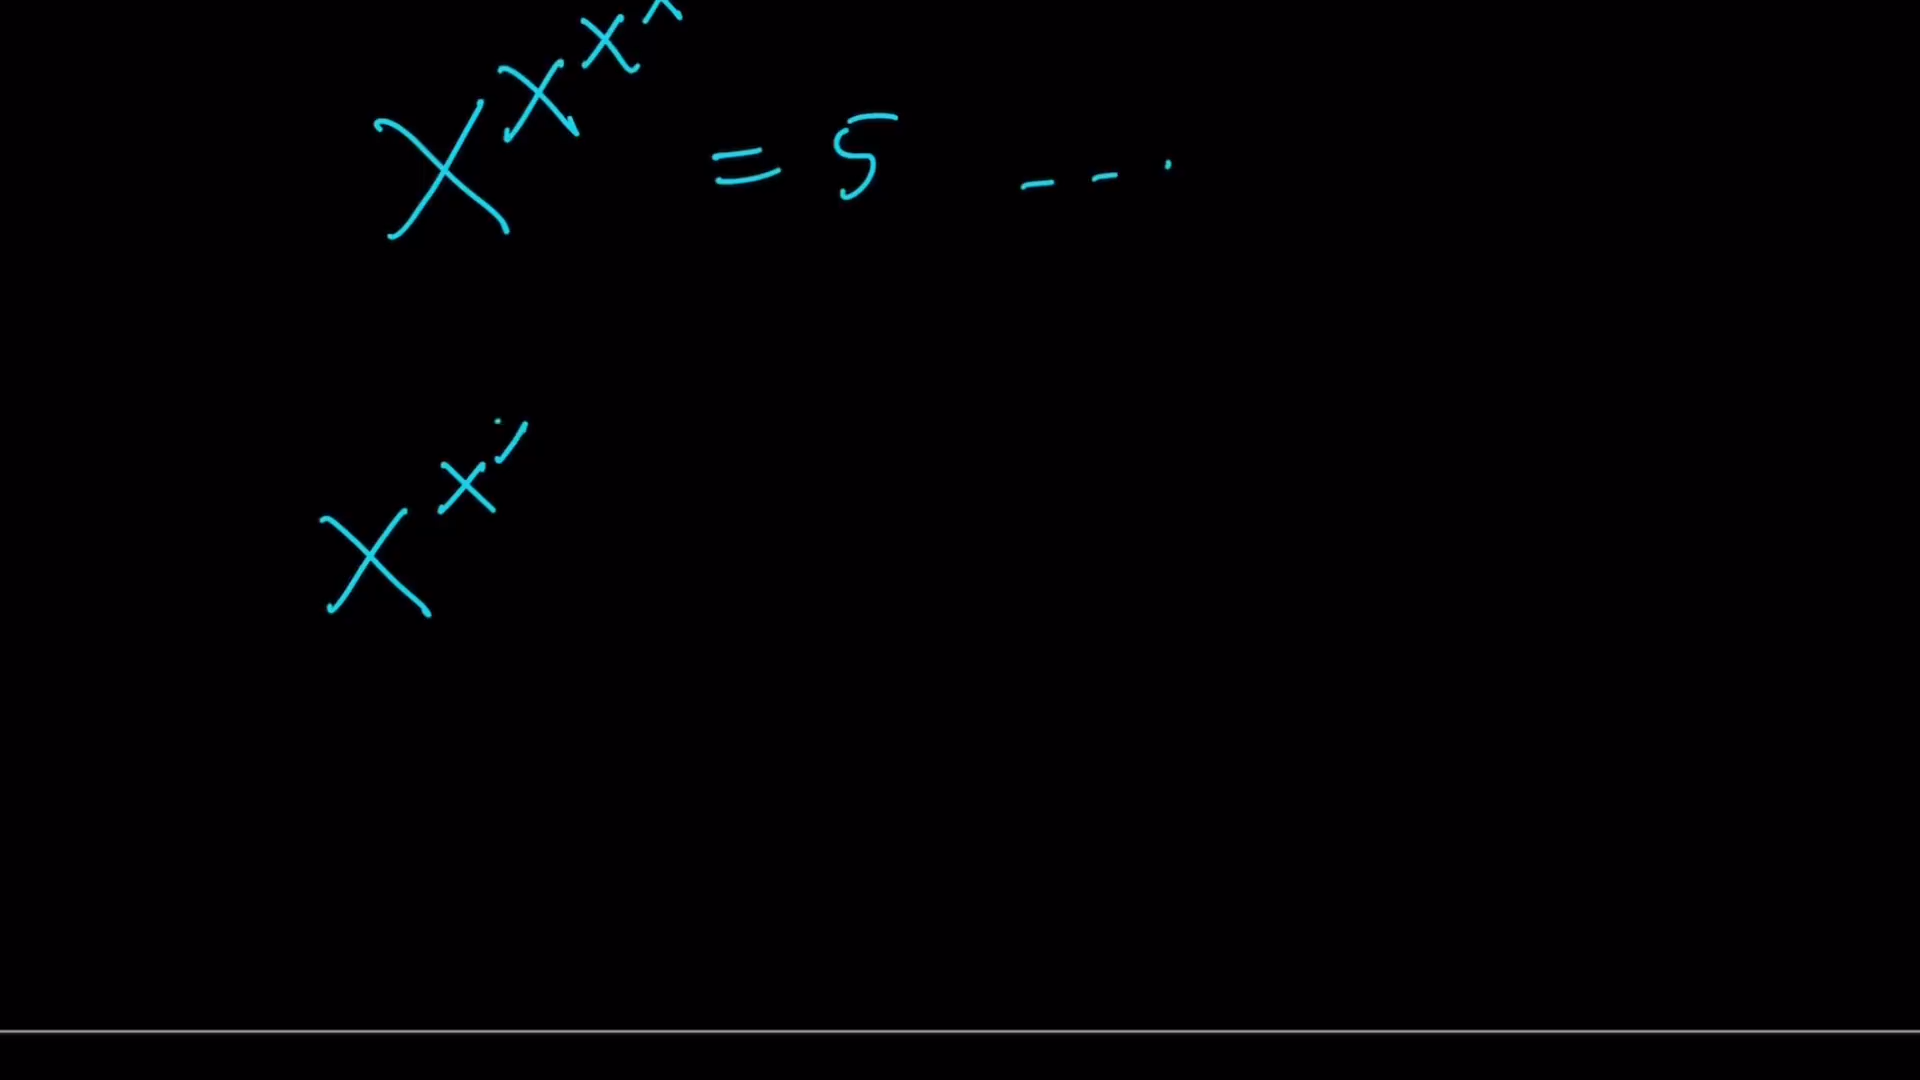 x^x^x^x = 5 -- .
x^x